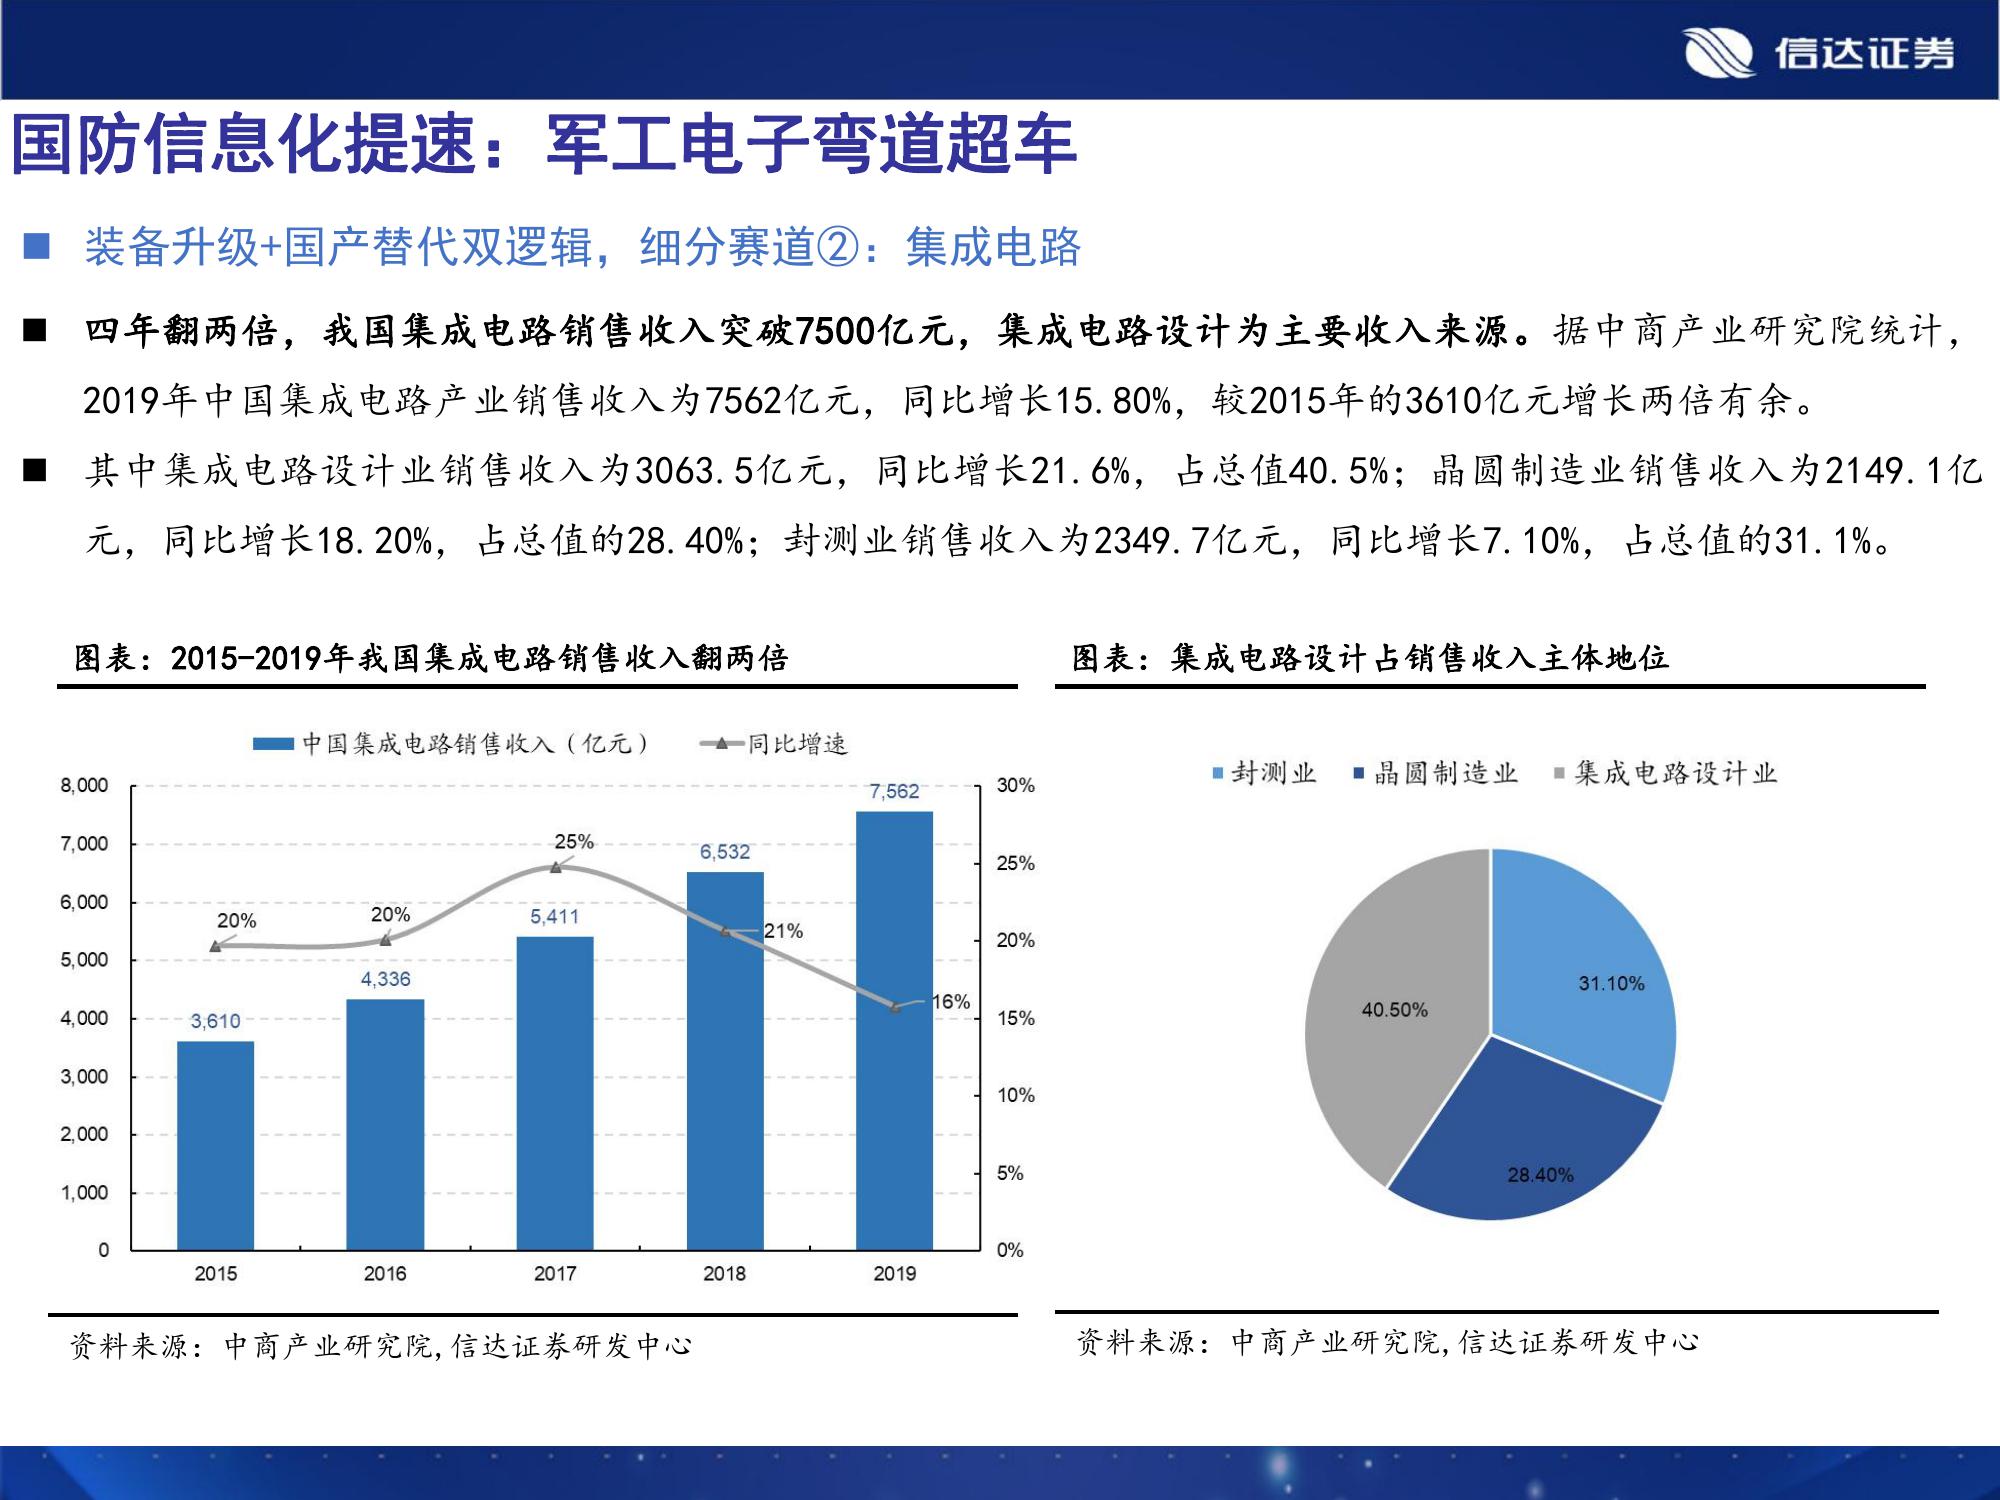 信达证券
国防信息化提速：军工电子弯道超车
■ 装备升级+国产替代双逻辑，细分赛道②：集成电路
■ 四年翻两倍，我国集成电路销售收入突破7500亿元，集成电路设计为主要收入来源。据中商产业研究院统计，
2019年中国集成电路产业销售收入为7562亿元，同比增长15.80%，较2015年的3610亿元增长两倍有余。
■ 其中集成电路设计业销售收入为3063.5亿元，同比增长21.6%，占总值40.5%；晶圆制造业销售收入为2149.1亿
元，同比增长18.20%，占总值的28.40%；封测业销售收入为2349.7亿元，同比增长7.10%，占总值的31.1%。
图表：2015-2019年我国集成电路销售收入翻两倍
中国集成电路销售收入（亿元） 同比增速
8,000
7,000
6,000
5,000
4,000
3,000
2,000
1,000
0
3,610
4,336
5,411
6,532
7,562
20%
20%
25%
21%
16%
30%
25%
20%
15%
10%
5%
0%
2015 2016 2017 2018 2019
资料来源：中商产业研究院,信达证券研发中心
图表：集成电路设计占销售收入主体地位
封测业 晶圆制造业 集成电路设计业
31.10%
40.50%
28.40%
资料来源：中商产业研究院,信达证券研发中心